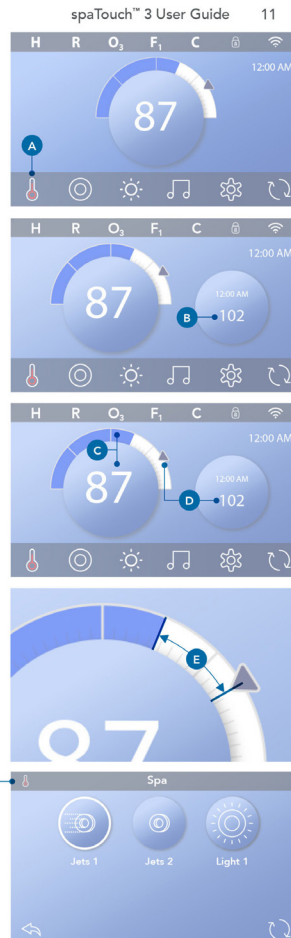 spaTouch™ 3 User Guide 11
H R O₃ F₁ C
12:00 AM
87
A
H R O₃ F₁ C
12:00 AM
87
12:00 AM
B
102
H R O₃ F₁ C
12:00 AM
C
87
12:00 AM
D
102
E
87
Spa
Jets 1 Jets 2 Light 1